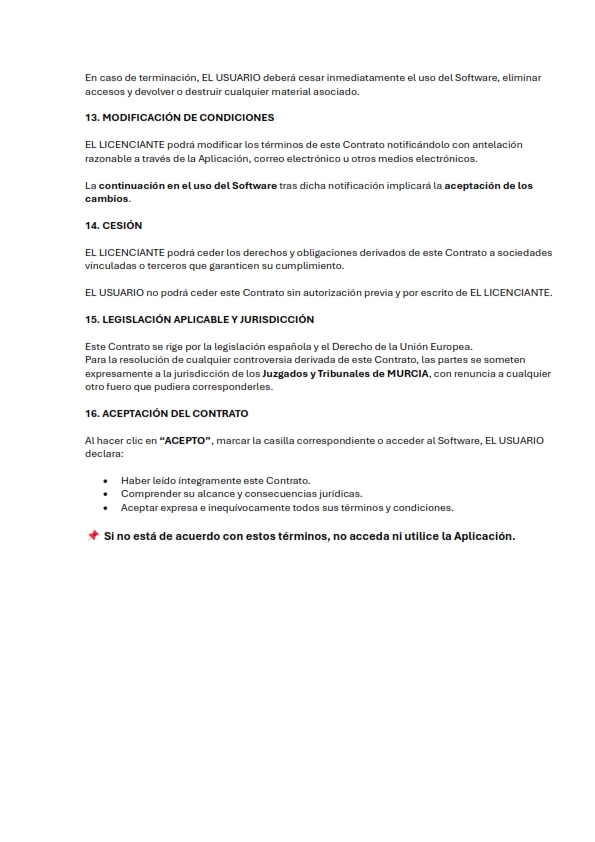 En caso de terminación, EL USUARIO deberá cesar inmediatamente el uso del Software, eliminar
accesos y devolver o destruir cualquier material asociado.
13. MODIFICACIÓN DE CONDICIONES
EL LICENCIANTE podrá modificar los términos de este Contrato notificándolo con antelación
razonable a través de la Aplicación, correo electrónico u otros medios electrónicos.
La continuación en el uso del Software tras dicha notificación implicará la aceptación de los
cambios.
14. CESIÓN
EL LICENCIANTE podrá ceder los derechos y obligaciones derivados de este Contrato a sociedades
vinculadas o terceros que garanticen su cumplimiento.
EL USUARIO no podrá ceder este Contrato sin autorización previa y por escrito de EL LICENCIANTE.
15. LEGISLACIÓN APLICABLE Y JURISDICCIÓN
Este Contrato se rige por la legislación española y el Derecho de la Unión Europea.
Para la resolución de cualquier controversia derivada de este Contrato, las partes se someten
expresamente a la jurisdicción de los Juzgados y Tribunales de MURCIA, con renuncia a cualquier
otro fuero que pudiera corresponderles.
16. ACEPTACIÓN DEL CONTRATO
Al hacer clic en “ACEPTO”, marcar la casilla correspondiente o acceder al Software, EL USUARIO
declara:
• Haber leído íntegramente este Contrato.
• Comprender su alcance y consecuencias jurídicas.
• Aceptar expresa e inequívocamente todos sus términos y condiciones.
📌 Si no está de acuerdo con estos términos, no acceda ni utilice la Aplicación.